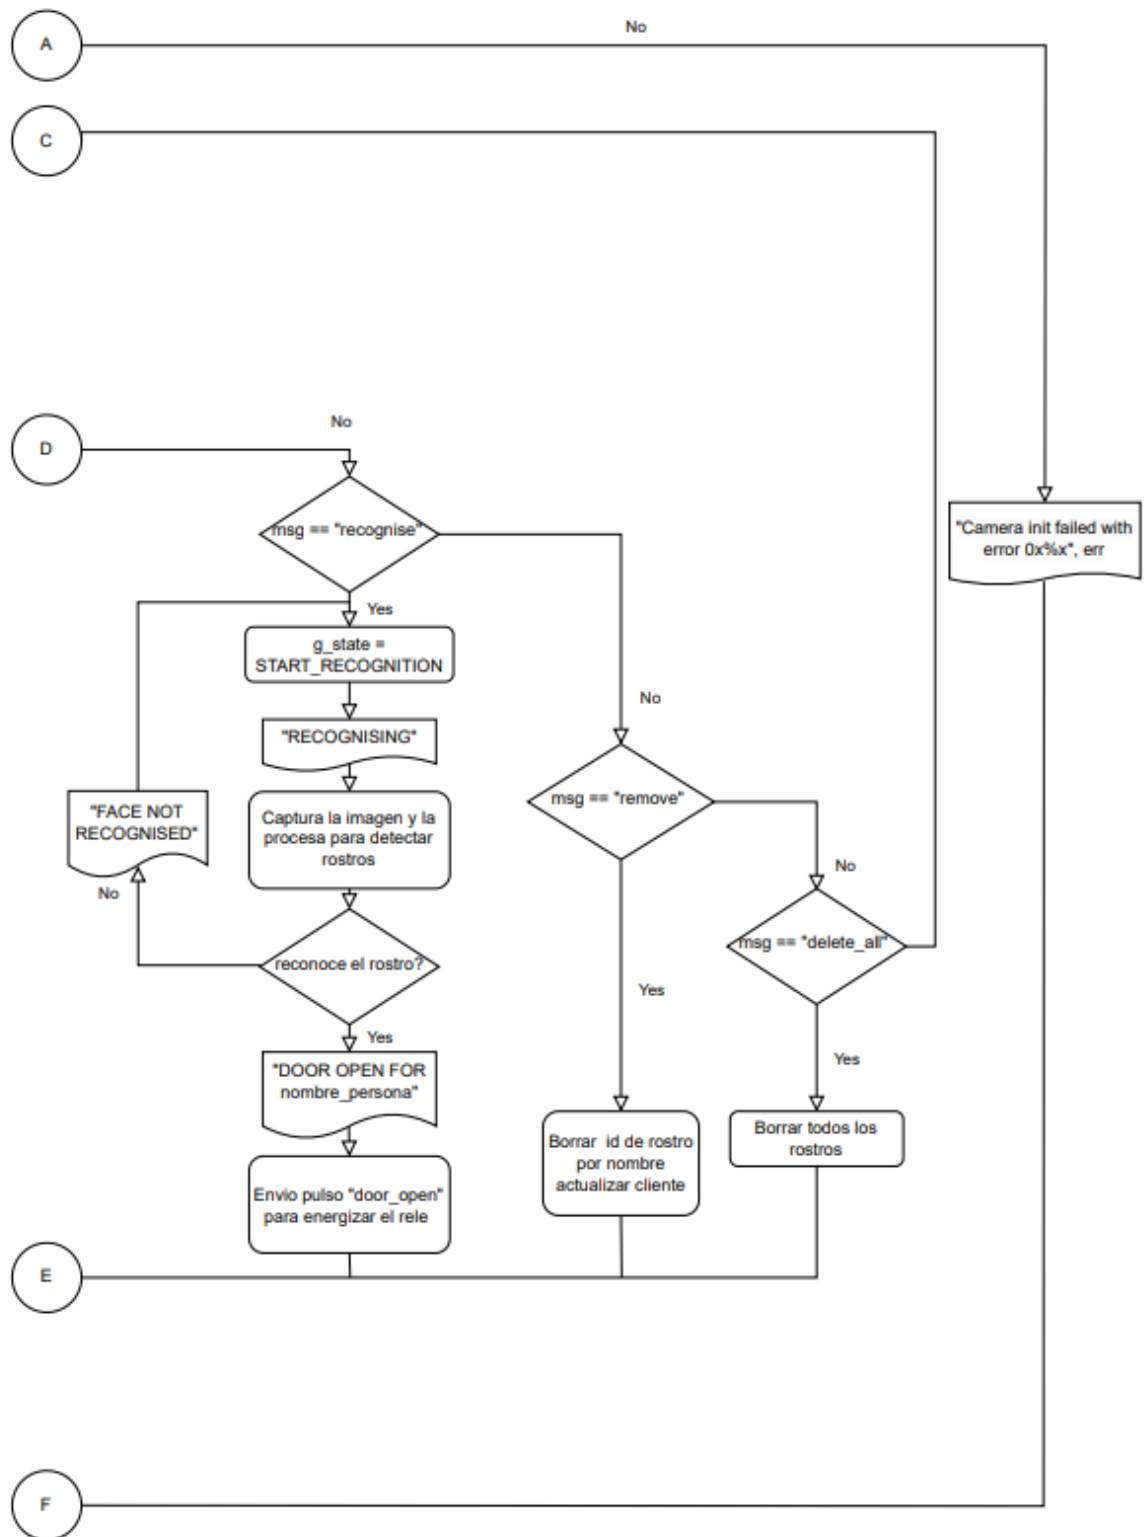 No
A
C
No
D
msg == "recognise"
"Camera init failed with
error 0x%x", err
Yes
g_state =
START_RECOGNITION
No
"RECOGNISING"
msg == "remove"
"FACE NOT
RECOGNISED"
Captura la imagen y la
procesa para detectar
rostros
No
No
msg == "delete_all"
reconoce el rostro?
Yes
Yes
Yes
"DOOR OPEN FOR
nombre_persona"
Borrar id de rostro
por nombre
actualizar cliente
Borrar todos los
rostros
Envio pulso "door_open"
para energizar el rele
E
F